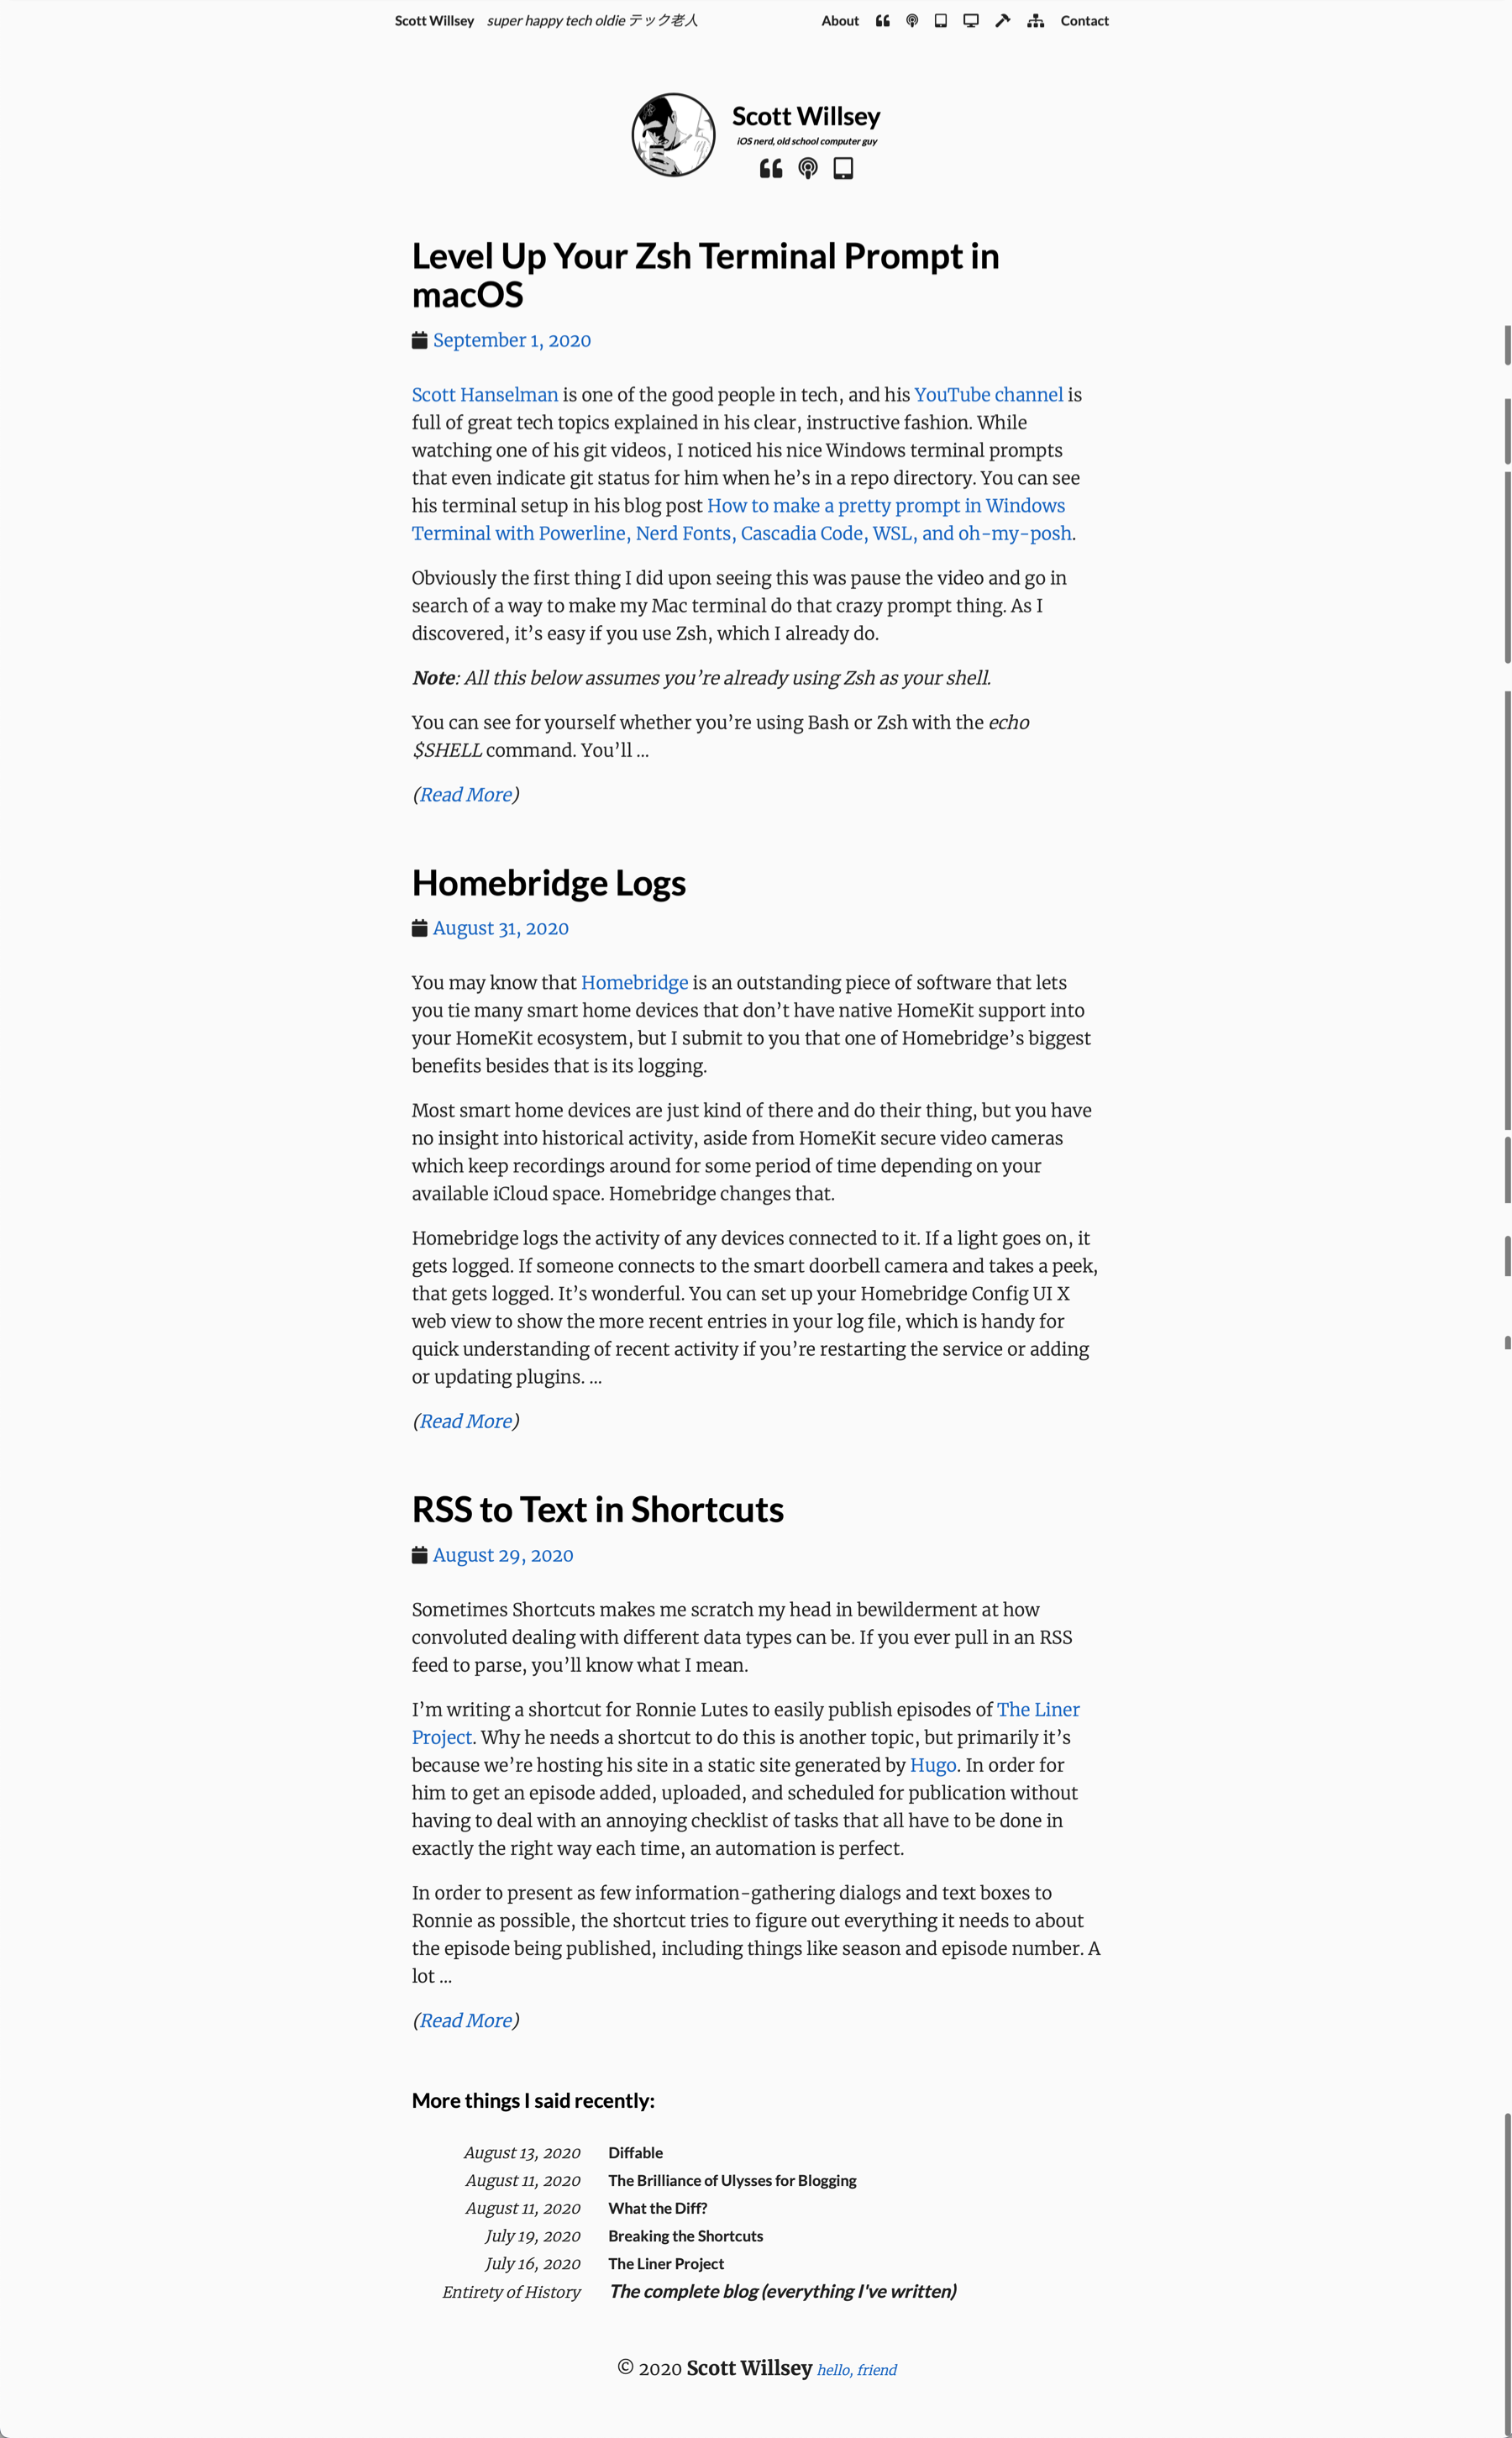 Scott Willsey super happy tech oldie テック老人 About Contact
Scott Willsey
iOS nerd, old school computer guy
Level Up Your Zsh Terminal Prompt in
macOS
September 1, 2020
Scott Hanselman is one of the good people in tech, and his YouTube channel is
full of great tech topics explained in his clear, instructive fashion. While
watching one of his git videos, I noticed his nice Windows terminal prompts
that even indicate git status for him when he’s in a repo directory. You can see
his terminal setup in his blog post How to make a pretty prompt in Windows
Terminal with Powerline, Nerd Fonts, Cascadia Code, WSL, and oh-my-posh.
Obviously the first thing I did upon seeing this was pause the video and go in
search of a way to make my Mac terminal do that crazy prompt thing. As I
discovered, it’s easy if you use Zsh, which I already do.
Note: All this below assumes you’re already using Zsh as your shell.
You can see for yourself whether you’re using Bash or Zsh with the echo
$SHELL command. You’ll ...
(Read More)
Homebridge Logs
August 31, 2020
You may know that Homebridge is an outstanding piece of software that lets
you tie many smart home devices that don’t have native HomeKit support into
your HomeKit ecosystem, but I submit to you that one of Homebridge’s biggest
benefits besides that is its logging.
Most smart home devices are just kind of there and do their thing, but you have
no insight into historical activity, aside from HomeKit secure video cameras
which keep recordings around for some period of time depending on your
available iCloud space. Homebridge changes that.
Homebridge logs the activity of any devices connected to it. If a light goes on, it
gets logged. If someone connects to the smart doorbell camera and takes a peek,
that gets logged. It’s wonderful. You can set up your Homebridge Config UI X
web view to show the more recent entries in your log file, which is handy for
quick understanding of recent activity if you’re restarting the service or adding
or updating plugins. ...
(Read More)
RSS to Text in Shortcuts
August 29, 2020
Sometimes Shortcuts makes me scratch my head in bewilderment at how
convoluted dealing with different data types can be. If you ever pull in an RSS
feed to parse, you’ll know what I mean.
I’m writing a shortcut for Ronnie Lutes to easily publish episodes of The Liner
Project. Why he needs a shortcut to do this is another topic, but primarily it’s
because we’re hosting his site in a static site generated by Hugo. In order for
him to get an episode added, uploaded, and scheduled for publication without
having to deal with an annoying checklist of tasks that all have to be done in
exactly the right way each time, an automation is perfect.
In order to present as few information-gathering dialogs and text boxes to
Ronnie as possible, the shortcut tries to figure out everything it needs to about
the episode being published, including things like season and episode number. A
lot ...
(Read More)
More things I said recently:
August 13, 2020 Diffable
August 11, 2020 The Brilliance of Ulysses for Blogging
August 11, 2020 What the Diff?
July 19, 2020 Breaking the Shortcuts
July 16, 2020 The Liner Project
Entirety of History The complete blog (everything I've written)
© 2020 Scott Willsey hello, friend